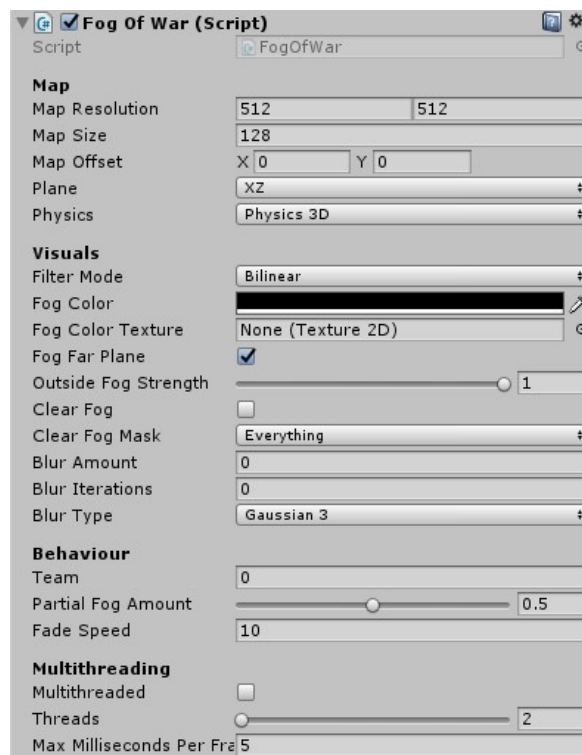 Fog Of War (Script)
Script FogOfWar
Map
Map Resolution 512 512
Map Size 128
Map Offset X 0 Y 0
Plane XZ
Physics Physics 3D
Visuals
Filter Mode Bilinear
Fog Color
Fog Color Texture None (Texture 2D)
Fog Far Plane
Outside Fog Strength 1
Clear Fog
Clear Fog Mask Everything
Blur Amount 0
Blur Iterations 0
Blur Type Gaussian 3
Behaviour
Team 0
Partial Fog Amount 0.5
Fade Speed 10
Multithreading
Multithreaded
Threads 2
Max Milliseconds Per Fra 5